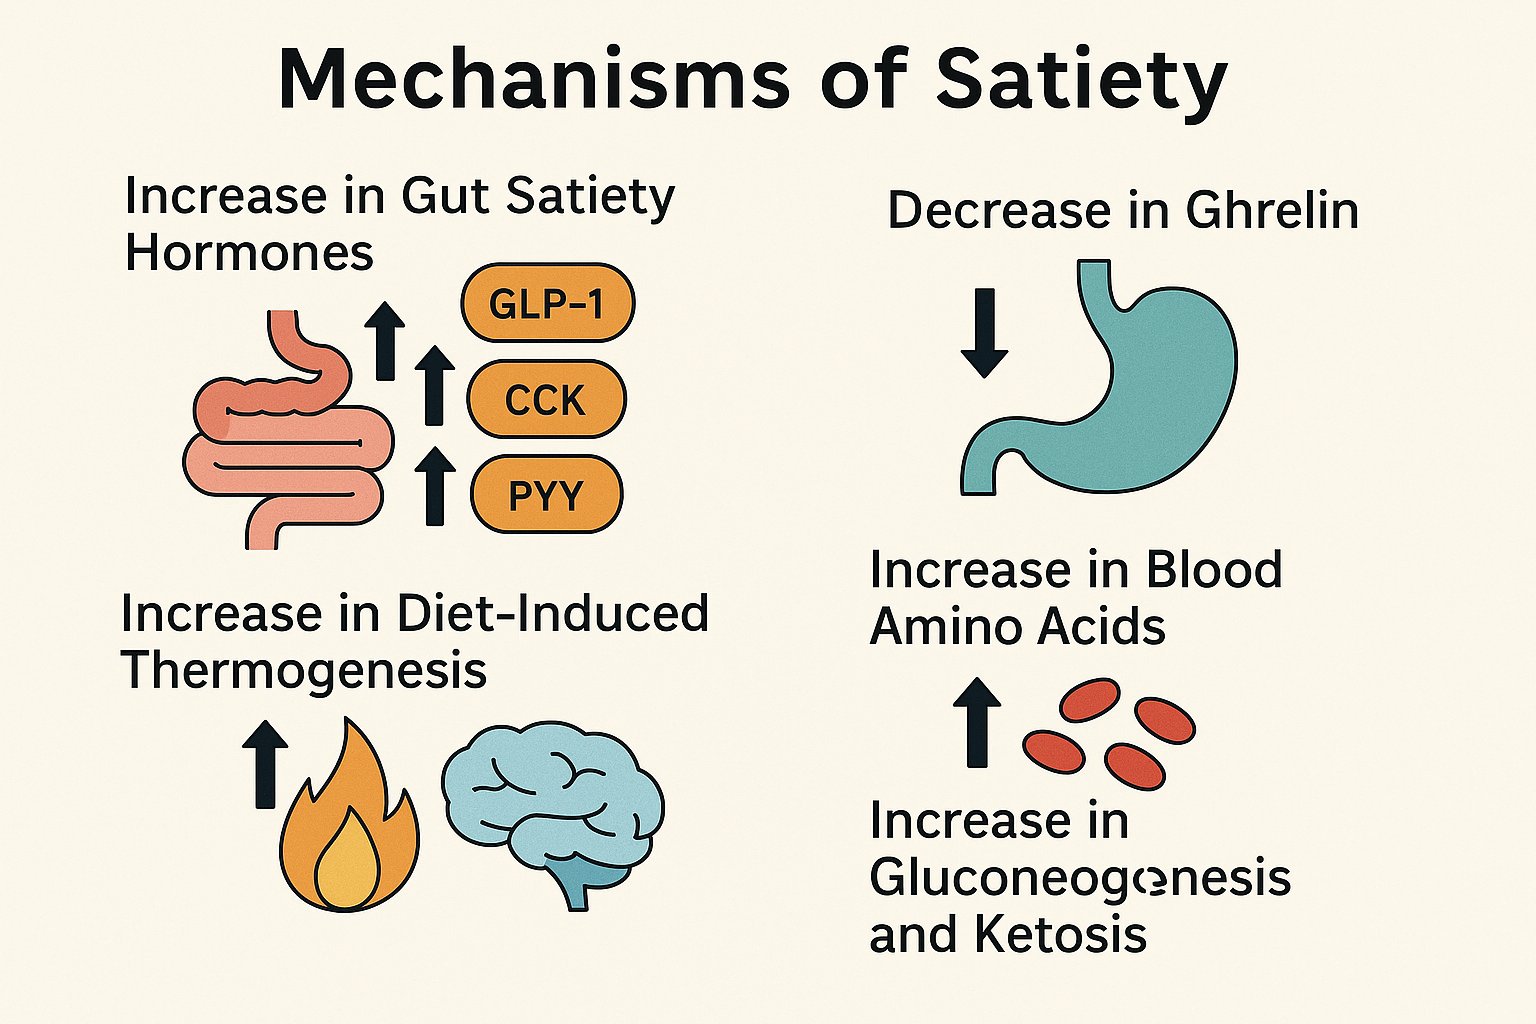 Mechanisms of Satiety
Increase in Gut Satiety
Hormones
GLP-1
CCK
PYY
Decrease in Ghrelin
Increase in Diet-Induced
Thermogenesis
Increase in Blood
Amino Acids
Increase in
Gluconeogenesis
and Ketosis